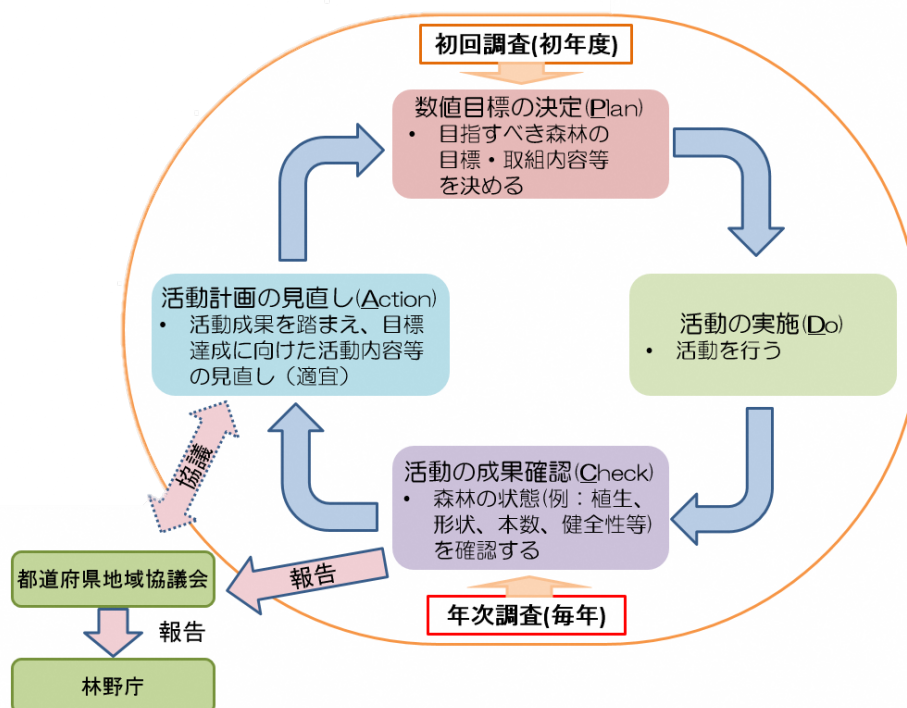 初回調査(初年度)
数値目標の決定(Plan)
• 目指すべき森林の
目標・取組内容等
を決める
活動計画の見直し(Action)
• 活動成果を踏まえ、目標
達成に向けた活動内容等
の見直し（適宜）
活動の実施(Do)
• 活動を行う
活動の成果確認(Check)
• 森林の状態(例：植生、
形状、本数、健全性等)
を確認する
協議
報告
年次調査(毎年)
都道府県地域協議会
報告
林野庁